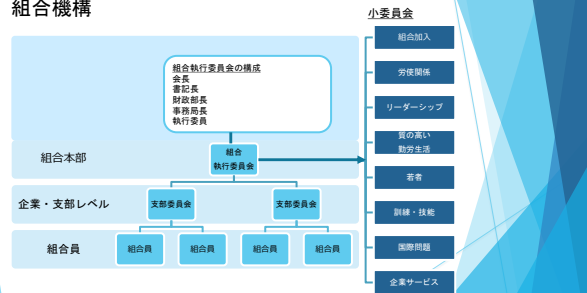 組合機構
組合執行委員会の構成
会長
書記長
財政部長
事務局長
執行委員
組合本部
組合
執行委員会
企業・支部レベル
支部委員会
支部委員会
組合員
組合員
組合員
組合員
組合員
小委員会
組合加入
労使関係
リーダーシップ
質の高い
勤労生活
若者
訓練・技能
国際問題
企業サービス